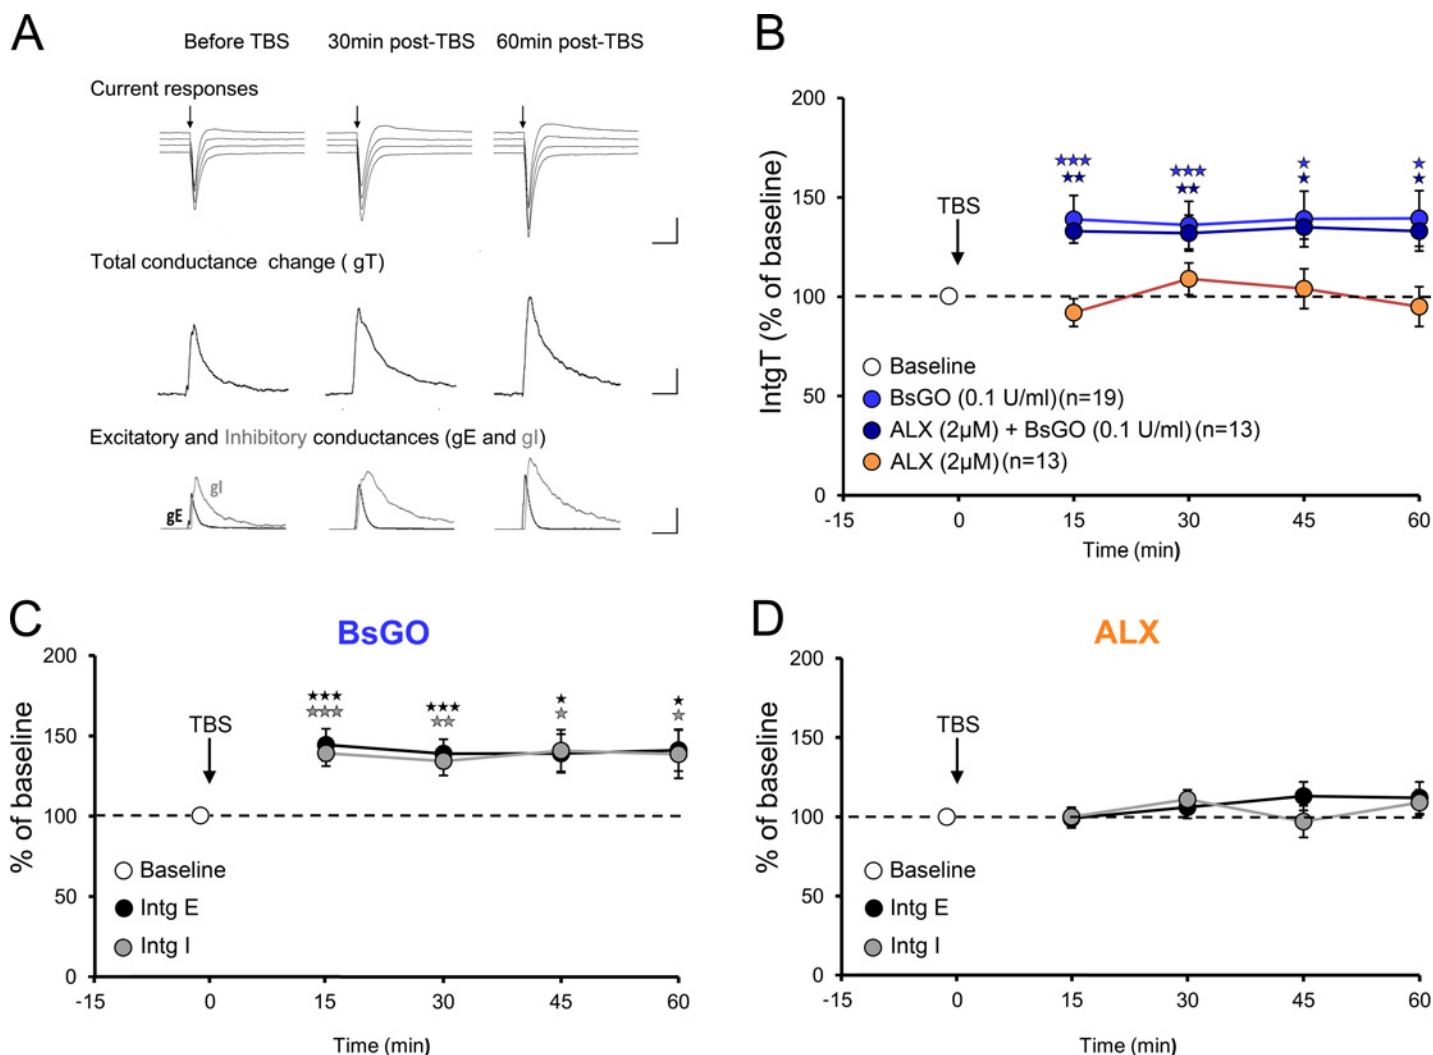 A
Before TBS 30min post-TBS 60min post-TBS
Current responses
Total conductance change ( gT)
Excitatory and Inhibitory conductances (gE and gI)
gE
gI
B
IntgT (% of baseline)
200
150
100
50
0
TBS
★★★
★★
★★★
★★
★
★
★
★
Baseline
BsGO (0.1 U/ml)(n=19)
ALX (2µM) + BsGO (0.1 U/ml)(n=13)
ALX (2µM)(n=13)
-15 0 15 30 45 60
Time (min)
C
BsGO
% of baseline
200
150
100
50
0
TBS
★★★
★★★
★★★
★★
★
★
★
★
Baseline
Intg E
Intg I
-15 0 15 30 45 60
Time (min)
D
ALX
% of baseline
200
150
100
50
0
TBS
Baseline
Intg E
Intg I
-15 0 15 30 45 60
Time (min)